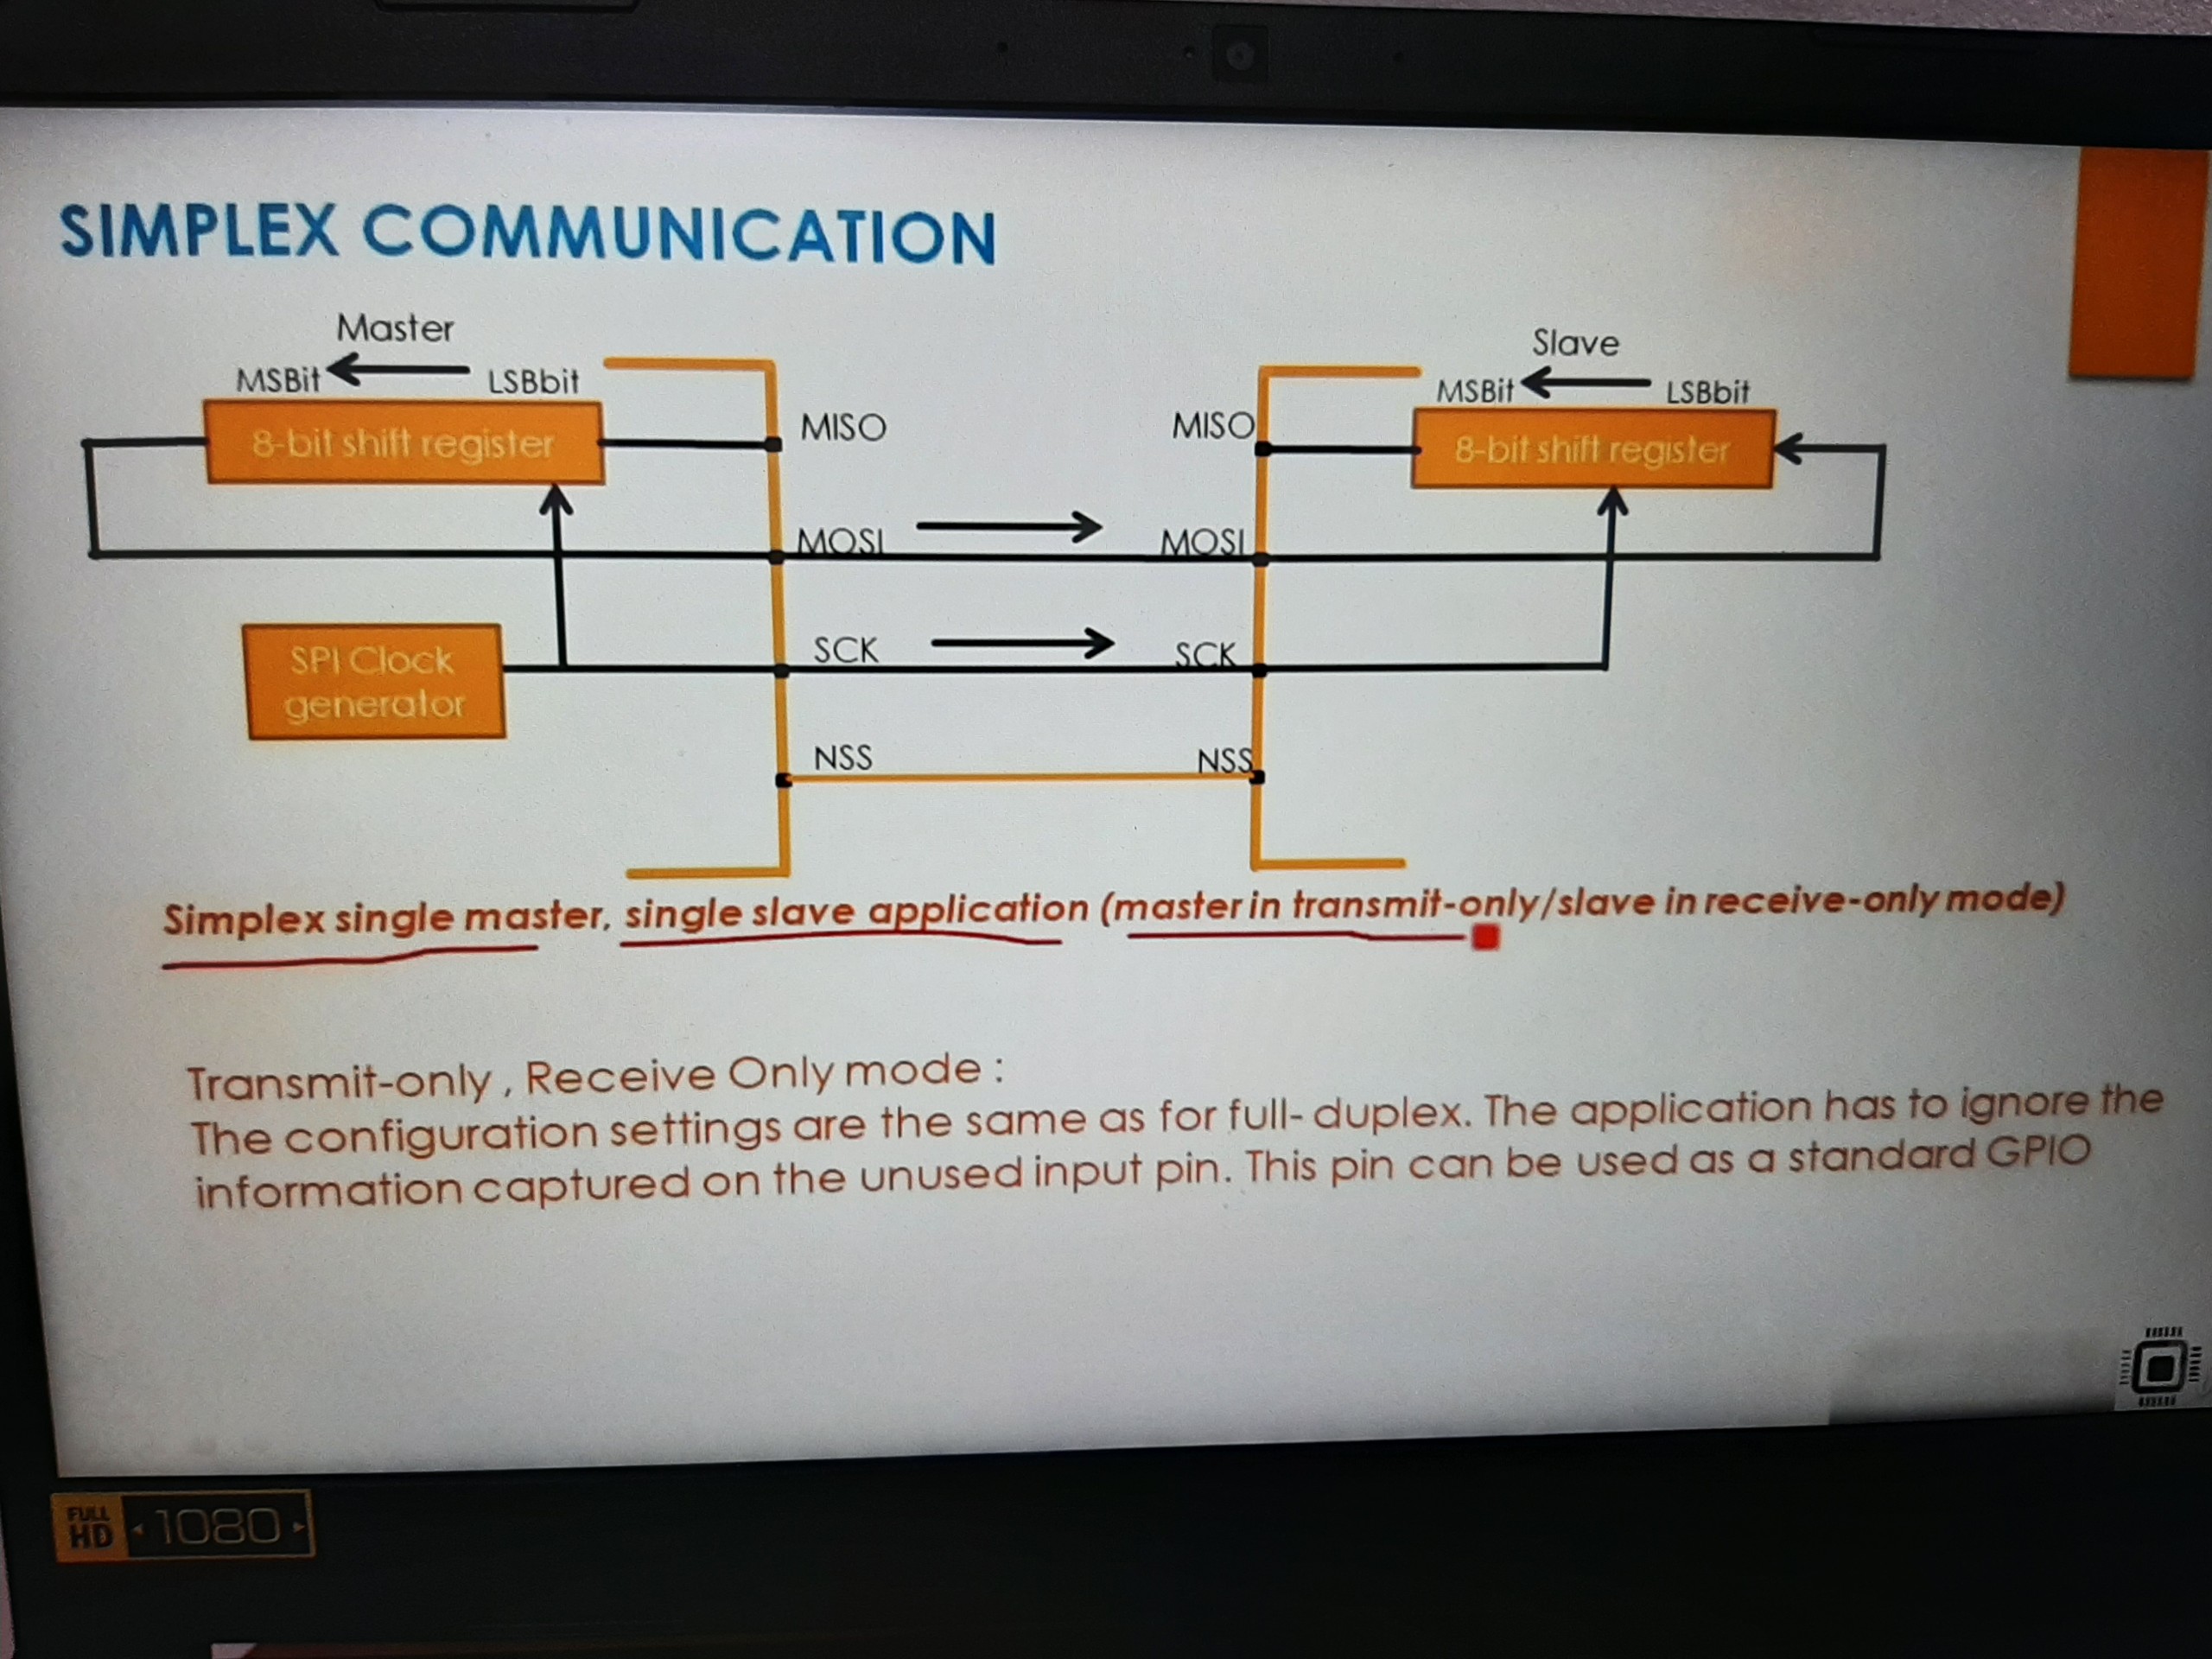 SIMPLEX COMMUNICATION
Master
MSBit LSBbit
8-bit shift register
Slave
MSBit LSBbit
8-bit shift register
MISO MISO
MOSI MOSI
SPI Clock
generator
SCK SCK
NSS NSS
Simplex single master, single slave application (master in transmit-only/slave in receive-only mode)
Transmit-only , Receive Only mode :
The configuration settings are the same as for full- duplex. The application has to ignore the
information captured on the unused input pin. This pin can be used as a standard GPIO
FULL
HD 1080